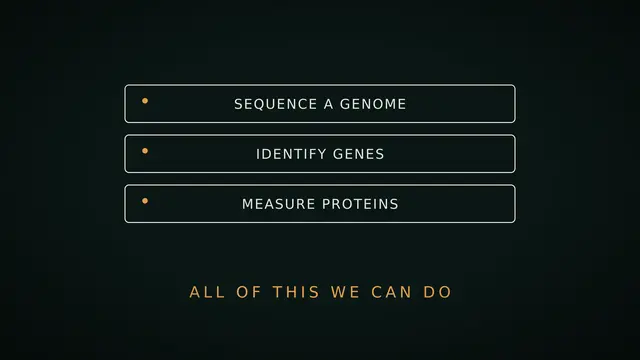 SEQUENCE A GENOME
IDENTIFY GENES
MEASURE PROTEINS
ALL OF THIS WE CAN DO